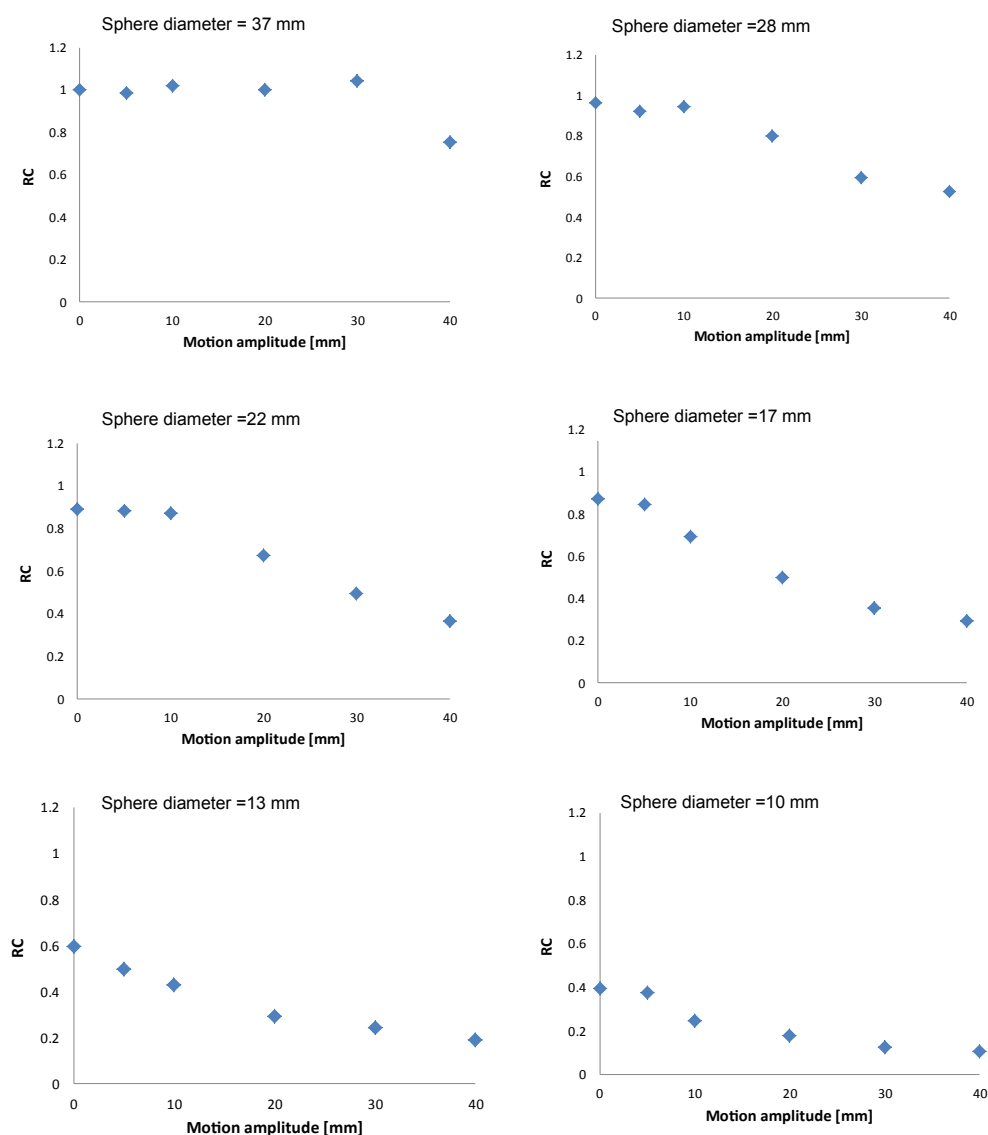 Sphere diameter = 37 mm
1.2
1
0.8
0.6
0.4
0.2
0
RC
0 10 20 30 40
Motion amplitude [mm]
Sphere diameter =28 mm
1.2
1
0.8
0.6
0.4
0.2
0
RC
0 10 20 30 40
Motion amplitude [mm]
Sphere diameter =22 mm
1.2
1
0.8
0.6
0.4
0.2
0
RC
0 10 20 30 40
Motion amplitude [mm]
Sphere diameter =17 mm
1.2
1
0.8
0.6
0.4
0.2
0
RC
0 10 20 30 40
Motion amplitude [mm]
Sphere diameter =13 mm
1.2
1
0.8
0.6
0.4
0.2
0
RC
0 10 20 30 40
Motion amplitude [mm]
Sphere diameter =10 mm
1.2
1
0.8
0.6
0.4
0.2
0
RC
0 10 20 30 40
Motion amplitude [mm]